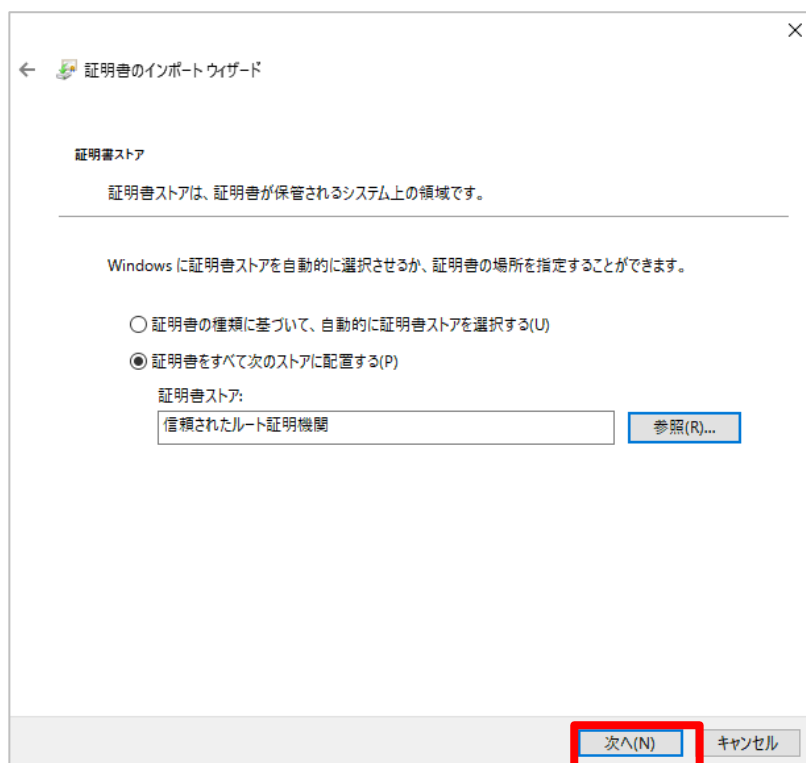 証明書のインポート ウィザード
証明書ストア
証明書ストアは、証明書が保管されるシステム上の領域です。
Windows に証明書ストアを自動的に選択させるか、証明書の場所を指定することができます。
証明書の種類に基づいて、自動的に証明書ストアを選択する(U)
証明書をすべて次のストアに配置する(P)
証明書ストア:
信頼されたルート証明機関
参照(R)...
次へ(N)
キャンセル